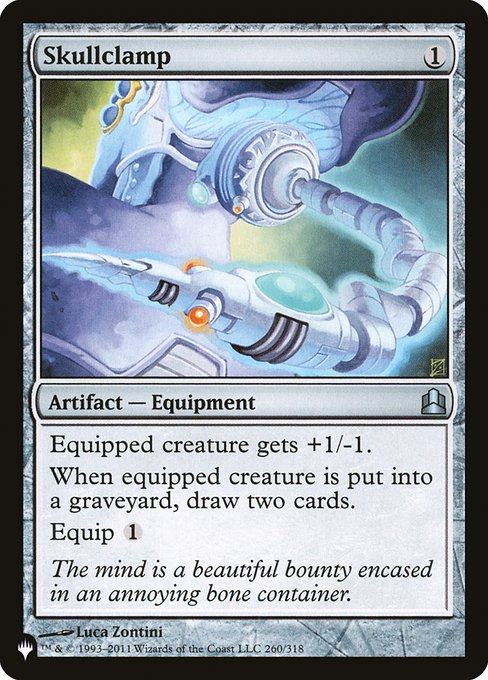 Skullclamp 1
Artifact — Equipment
Equipped creature gets +1/-1.
When equipped creature is put into
a graveyard, draw two cards.
Equip 1
The mind is a beautiful bounty encased
in an annoying bone container.
Luca Zontini
™ & © 1993–2011 Wizards of the Coast LLC 260/318